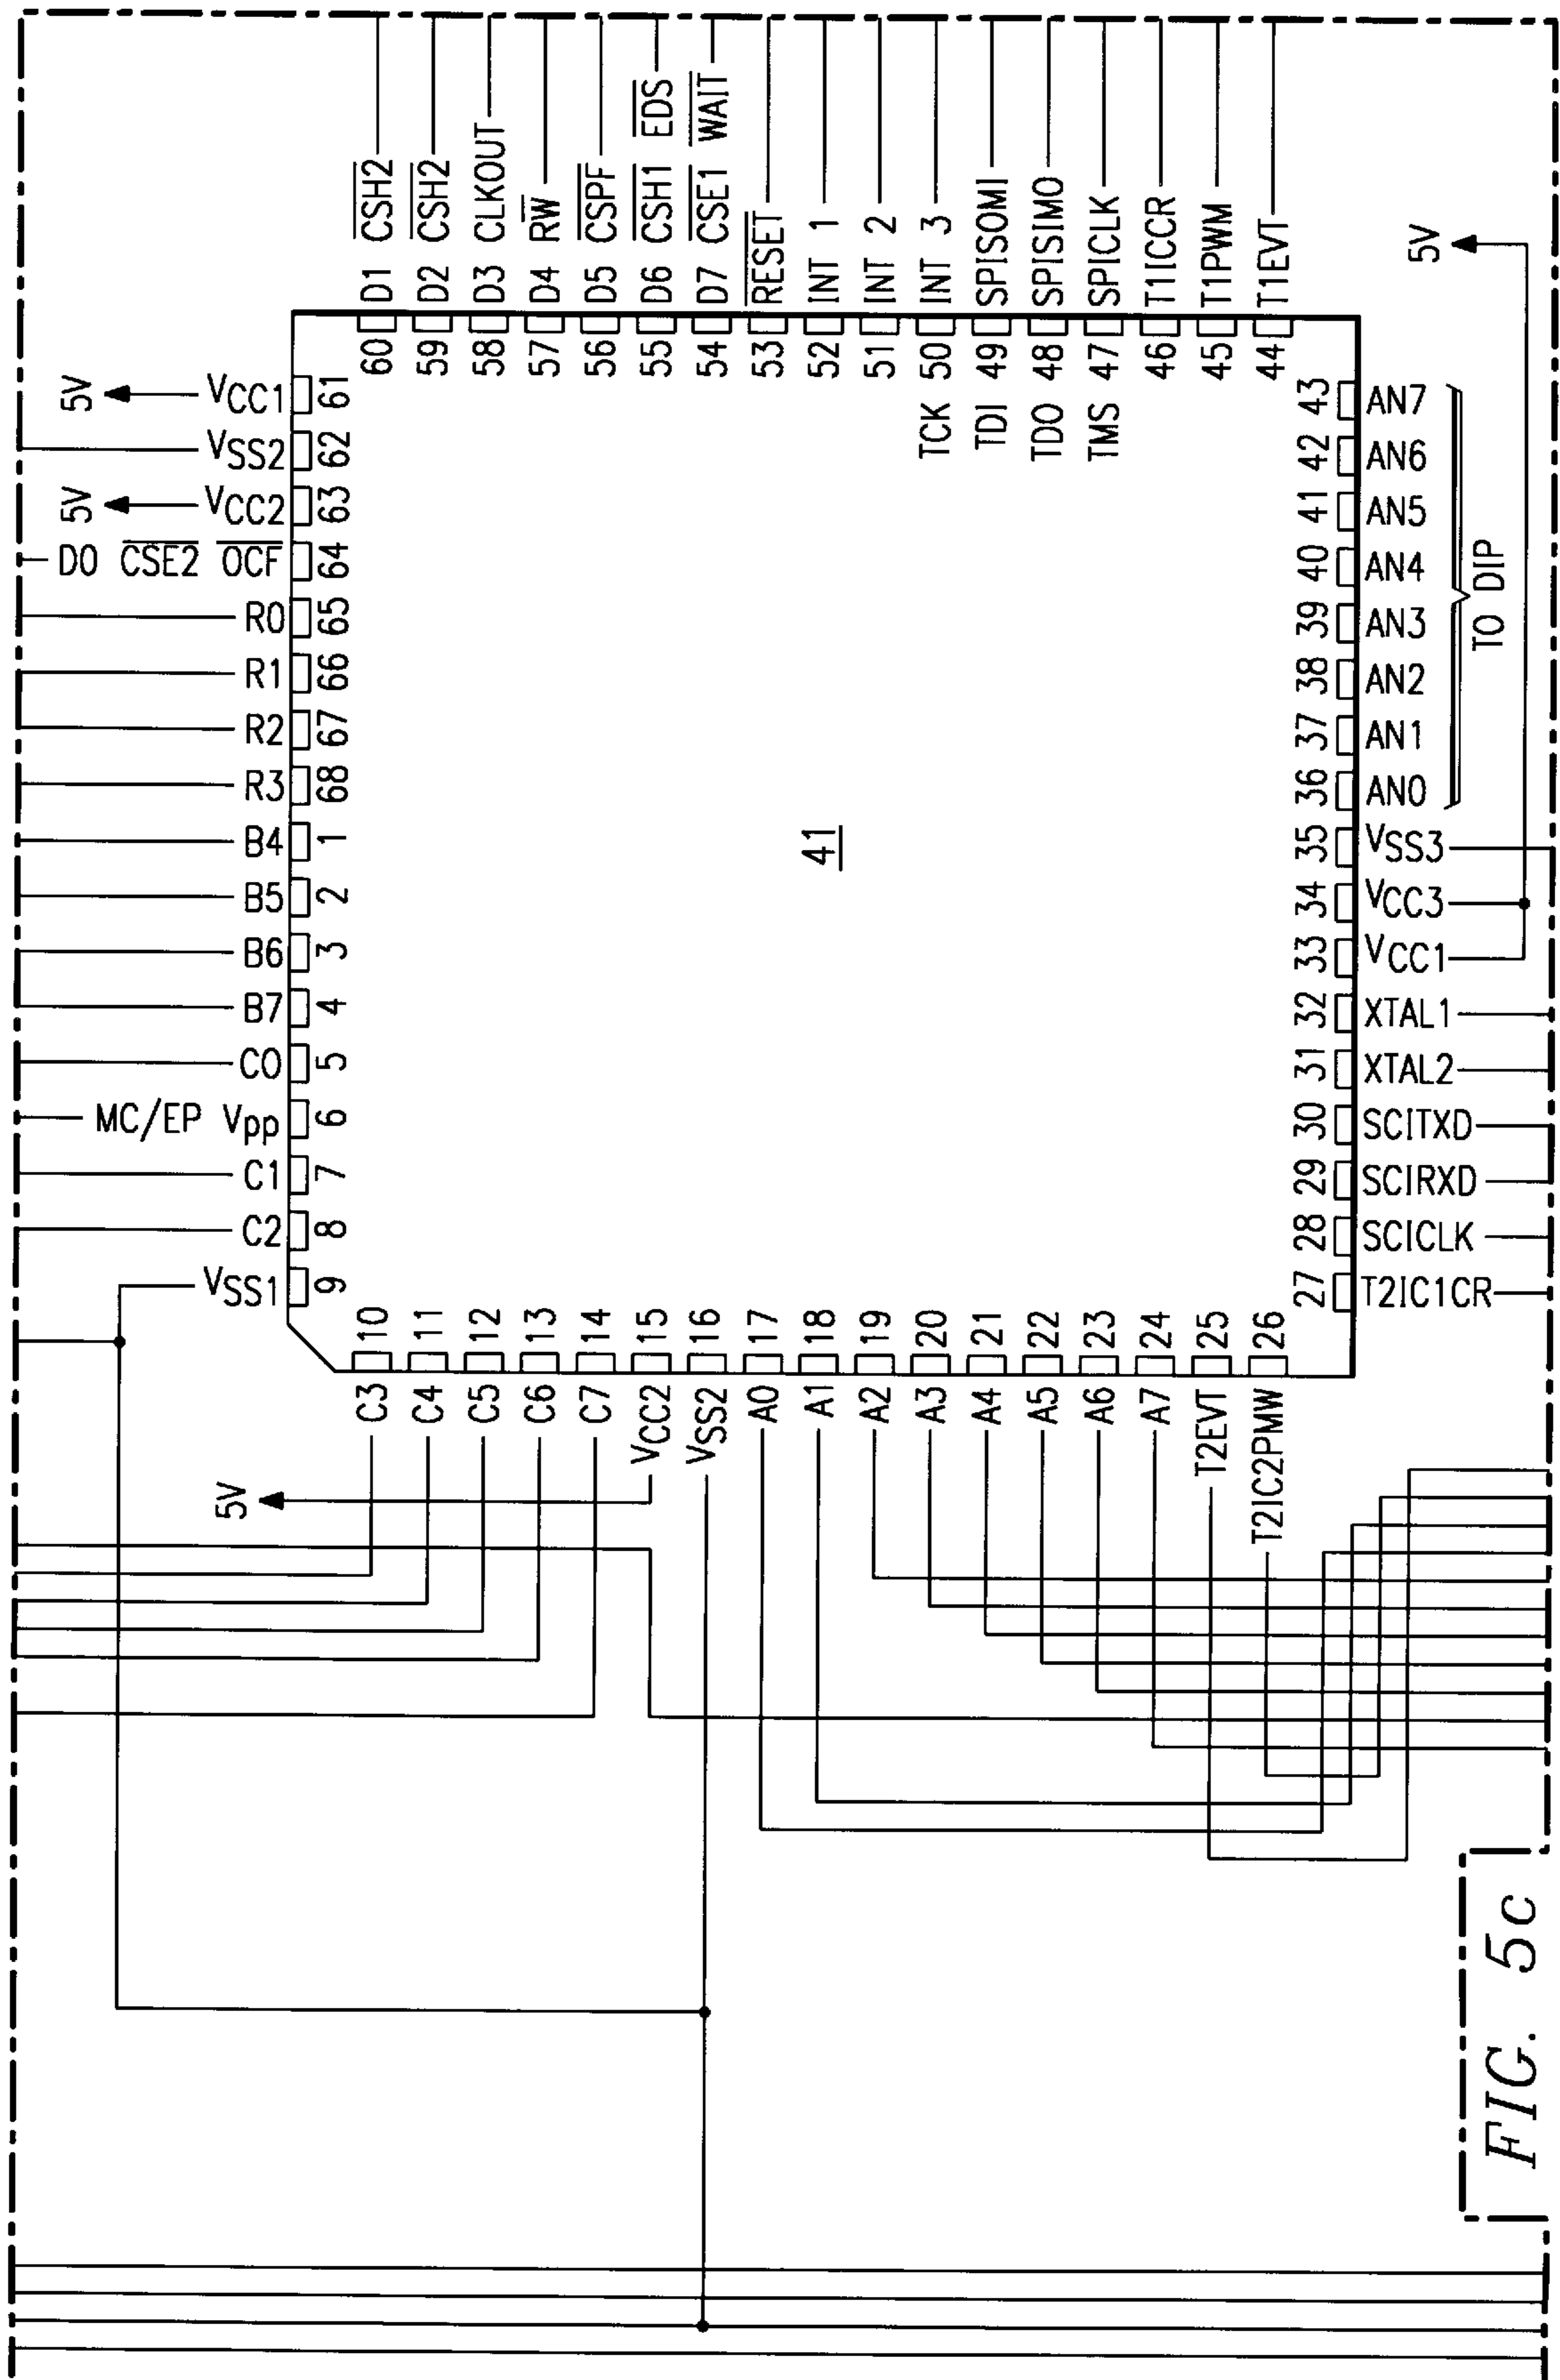 5V
VCC1 61
VSS2 62
5V
VCC2 63
D0 CSE2 OCF 64
R0 65
R1 66
R2 67
R3 68
B4 1
B5 2
B6 3
B7 4
C0 5
MC/EP Vpp 6
C1 7
C2 8
VSS1 9
60 D1 CSH2
59 D2 CSH2
58 D3 CLKOUT
57 D4 RW
56 D5 CSPF
55 D6 CSH1 EDS
54 D7 CSE1 WAIT
53 RESET
52 INT 1
51 INT 2
TCK 50 INT 3
TDI 49 SPISOMI
TDO 48 SPISIMO
TMS 47 SPICLK
46 T1ICCR
45 T1PWM
44 T1EVT
41
C3 10
C4 11
C5 12
C6 13
C7 14
5V
VCC2 15
VSS2 16
A0 17
A1 18
A2 19
A3 20
A4 21
A5 22
A6 23
A7 24
T2EVT 25
T2IC2PMW 26
43 AN7
42 AN6
41 AN5
40 AN4
39 AN3
38 AN2
37 AN1
36 AN0
TO DIP
5V
35 VSS3
34 VCC3
33 VCC1
32 XTAL1
31 XTAL2
30 SCITXD
29 SCIRXD
28 SCICLK
27 T2IC1CR
FIG. 5c